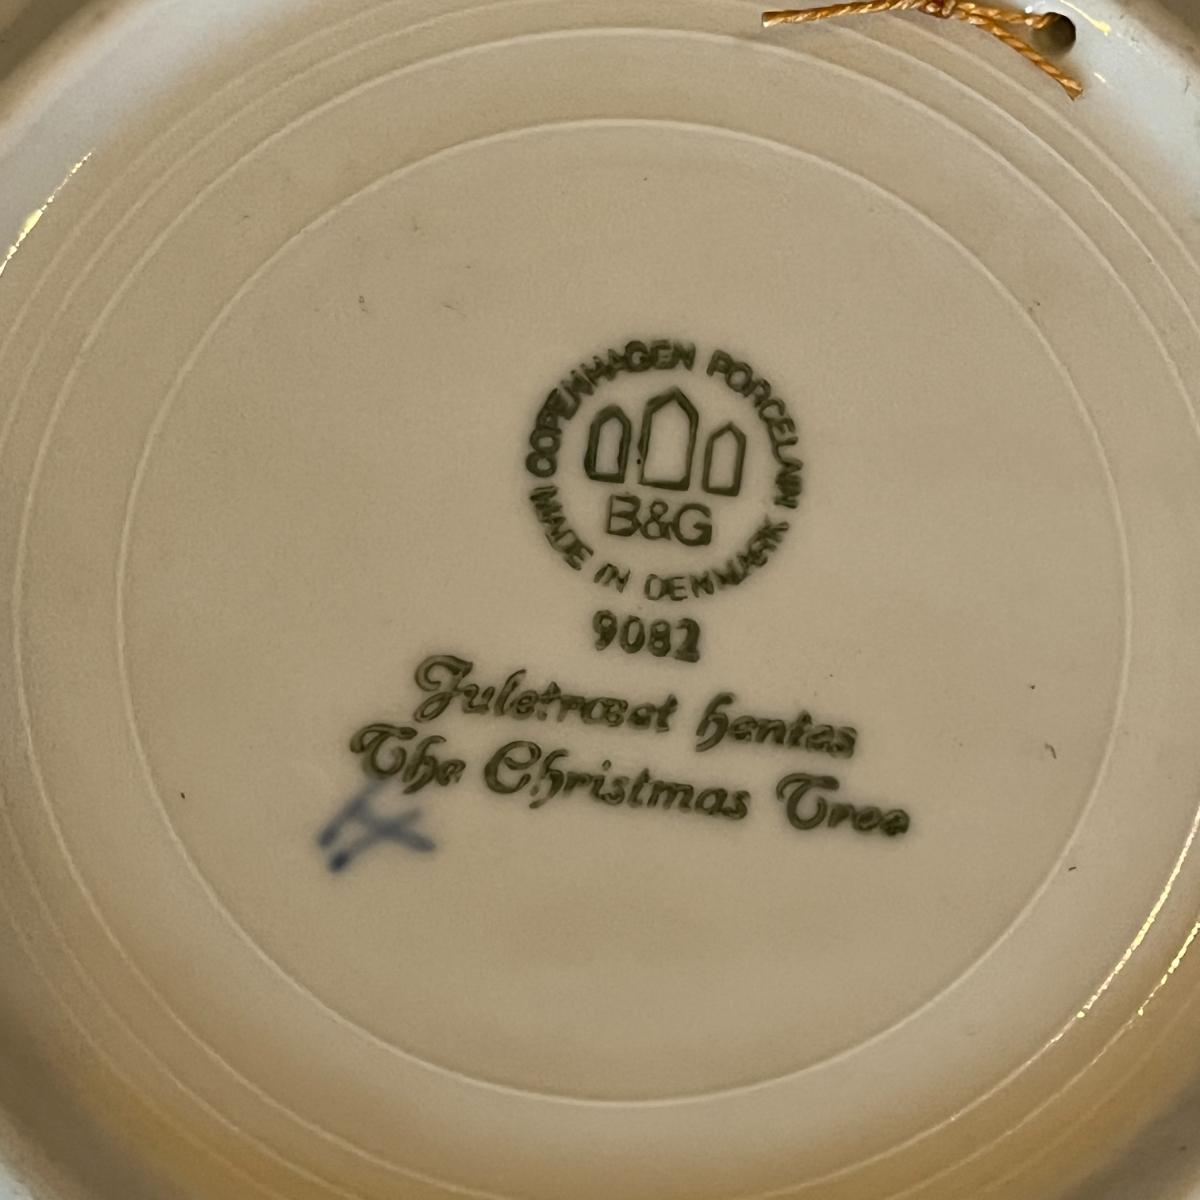 COPENHAGEN PORCELAIN
B&G
MADE IN DENMARK
9082
Juletræet hentes
The Christmas Tree